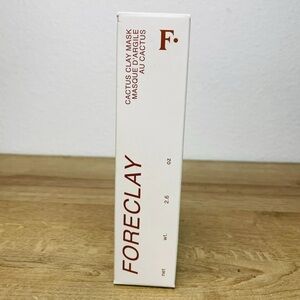 F.
CACTUS CLAY MASK
MASQUE D'ARGILE
AU CACTUS
FORECLAY
net wt. 2.6 oz